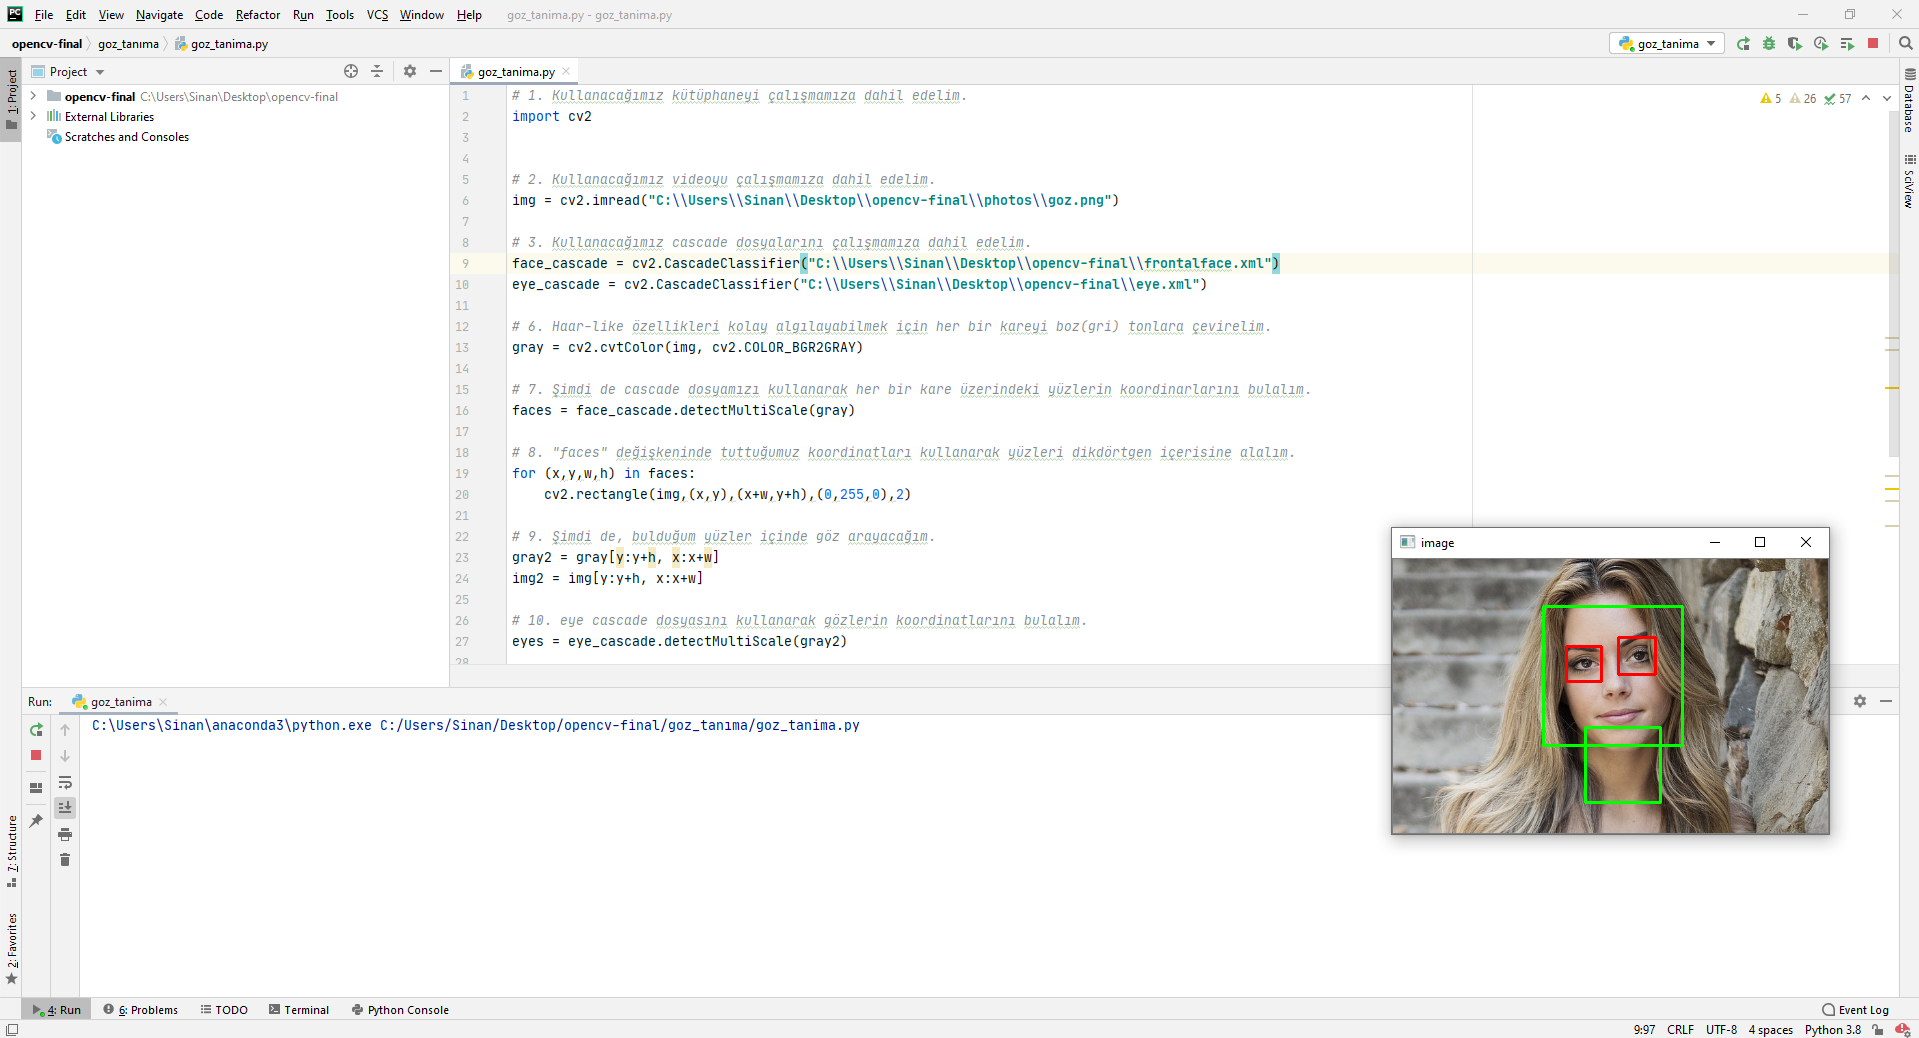 File Edit View Navigate Code Refactor Run Tools VCS Window Help goz_tanima.py - goz_tanima.py
opencv-final goz_tanıma goz_tanima.py goz_tanima
Project goz_tanima.py
1: Project
opencv-final C:\Users\Sinan\Desktop\opencv-final
External Libraries
Scratches and Consoles
5 26 57
Database
SciView
1 # 1. Kullanacağımız kütüphaneyi çalışmamıza dahil edelim.
2 import cv2
3
4
5 # 2. Kullanacağımız videoyu çalışmamıza dahil edelim.
6 img = cv2.imread("C:\\Users\\Sinan\\Desktop\\opencv-final\\photos\\goz.png")
7
8 # 3. Kullanacağımız cascade dosyalarını çalışmamıza dahil edelim.
9 face_cascade = cv2.CascadeClassifier("C:\\Users\\Sinan\\Desktop\\opencv-final\\frontalface.xml")
10 eye_cascade = cv2.CascadeClassifier("C:\\Users\\Sinan\\Desktop\\opencv-final\\eye.xml")
11
12 # 6. Haar-like özellikleri kolay algılayabilmek için her bir kareyi boz(gri) tonlara çevirelim.
13 gray = cv2.cvtColor(img, cv2.COLOR_BGR2GRAY)
14
15 # 7. Şimdi de cascade dosyamızı kullanarak her bir kare üzerindeki yüzlerin koordinarlarını bulalım.
16 faces = face_cascade.detectMultiScale(gray)
17
18 # 8. "faces" değişkeninde tuttuğumuz koordinatları kullanarak yüzleri dikdörtgen içerisine alalım.
19 for (x,y,w,h) in faces:
20 cv2.rectangle(img,(x,y),(x+w,y+h),(0,255,0),2)
21
22 # 9. Şimdi de, bulduğum yüzler içinde göz arayacağım.
23 gray2 = gray[y:y+h, x:x+w]
24 img2 = img[y:y+h, x:x+w]
25
26 # 10. eye cascade dosyasını kullanarak gözlerin koordinatlarını bulalım.
27 eyes = eye_cascade.detectMultiScale(gray2)
28
image
Run: goz_tanima
C:\Users\Sinan\anaconda3\python.exe C:/Users/Sinan/Desktop/opencv-final/goz_tanıma/goz_tanima.py
7: Structure
2: Favorites
4: Run 6: Problems TODO Terminal Python Console Event Log
9:97 CRLF UTF-8 4 spaces Python 3.8